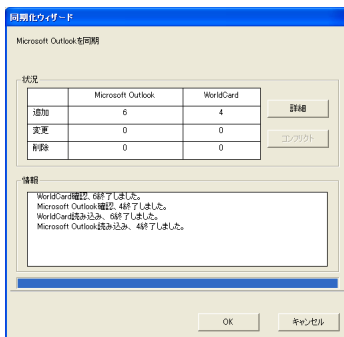 同期化ウィザード
Microsoft Outlookを同期
状況
Microsoft Outlook WorldCard
追加 6 4
変更 0 0
削除 0 0
詳細
コンフリクト
情報
WorldCard確認、6終了しました。
Microsoft Outlook確認、4終了しました。
WorldCard読み込み、6終了しました。
Microsoft Outlook読み込み、4終了しました。
OK キャンセル